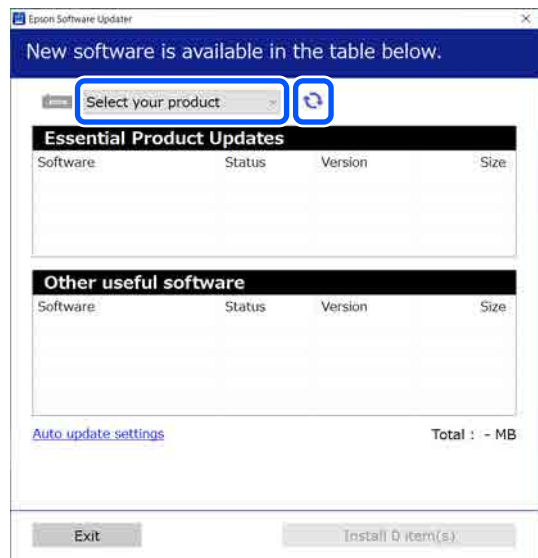 Epson Software Updater
New software is available in the table below.
Select your product
Essential Product Updates
Software Status Version Size
Other useful software
Software Status Version Size
Auto update settings Total : - MB
Exit Install 0 item(s)